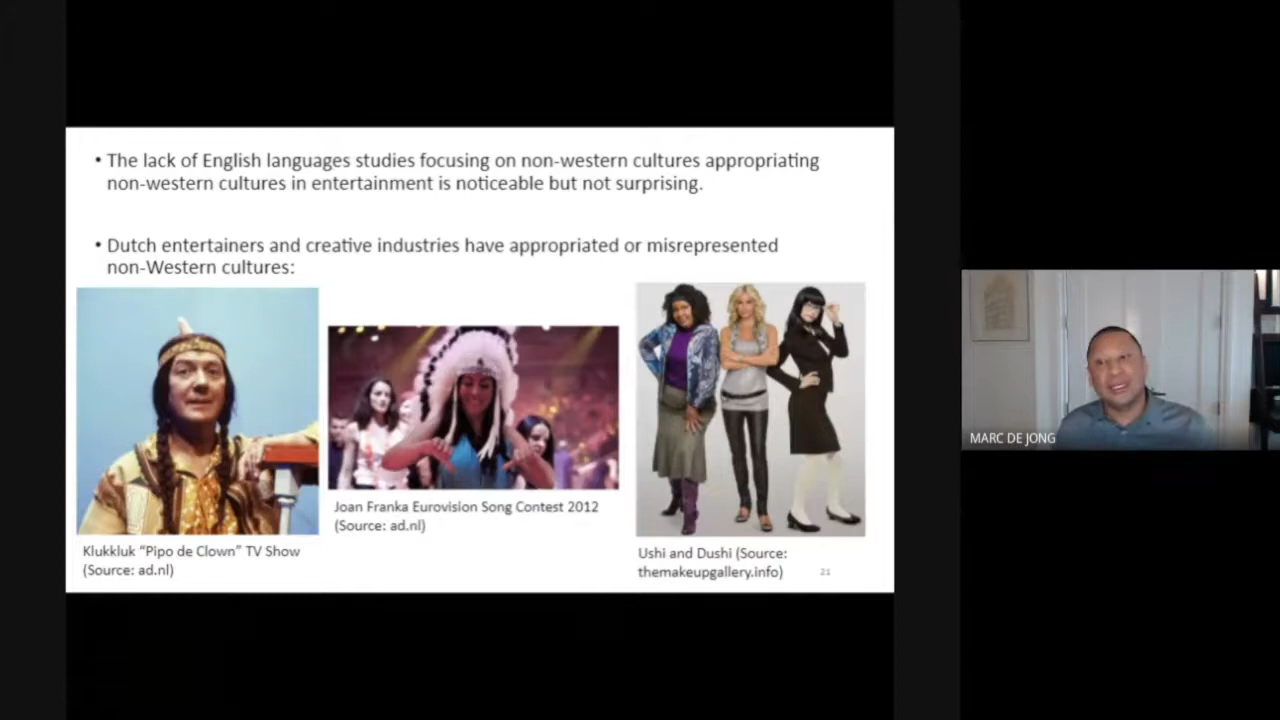 • The lack of English languages studies focusing on non-western cultures appropriating
non-western cultures in entertainment is noticeable but not surprising.
• Dutch entertainers and creative industries have appropriated or misrepresented
non-Western cultures:
Klukkluk “Pipo de Clown” TV Show
(Source: ad.nl)
Joan Franka Eurovision Song Contest 2012
(Source: ad.nl)
Ushi and Dushi (Source:
themakeupgallery.info)
21
MARC DE JONG